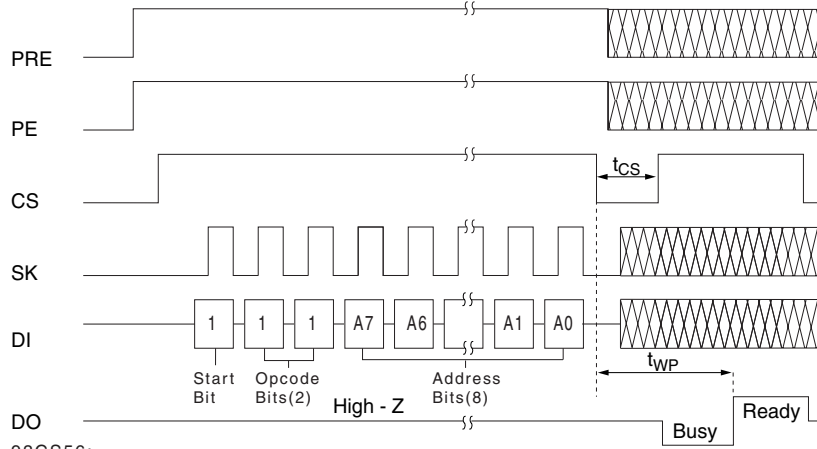 PRE
PE
CS
tCS
SK
DI
1 1 1 A7 A6 A1 A0
Start Bit
Opcode Bits(2)
Address Bits(8)
tWP
DO
High - Z
Busy
Ready